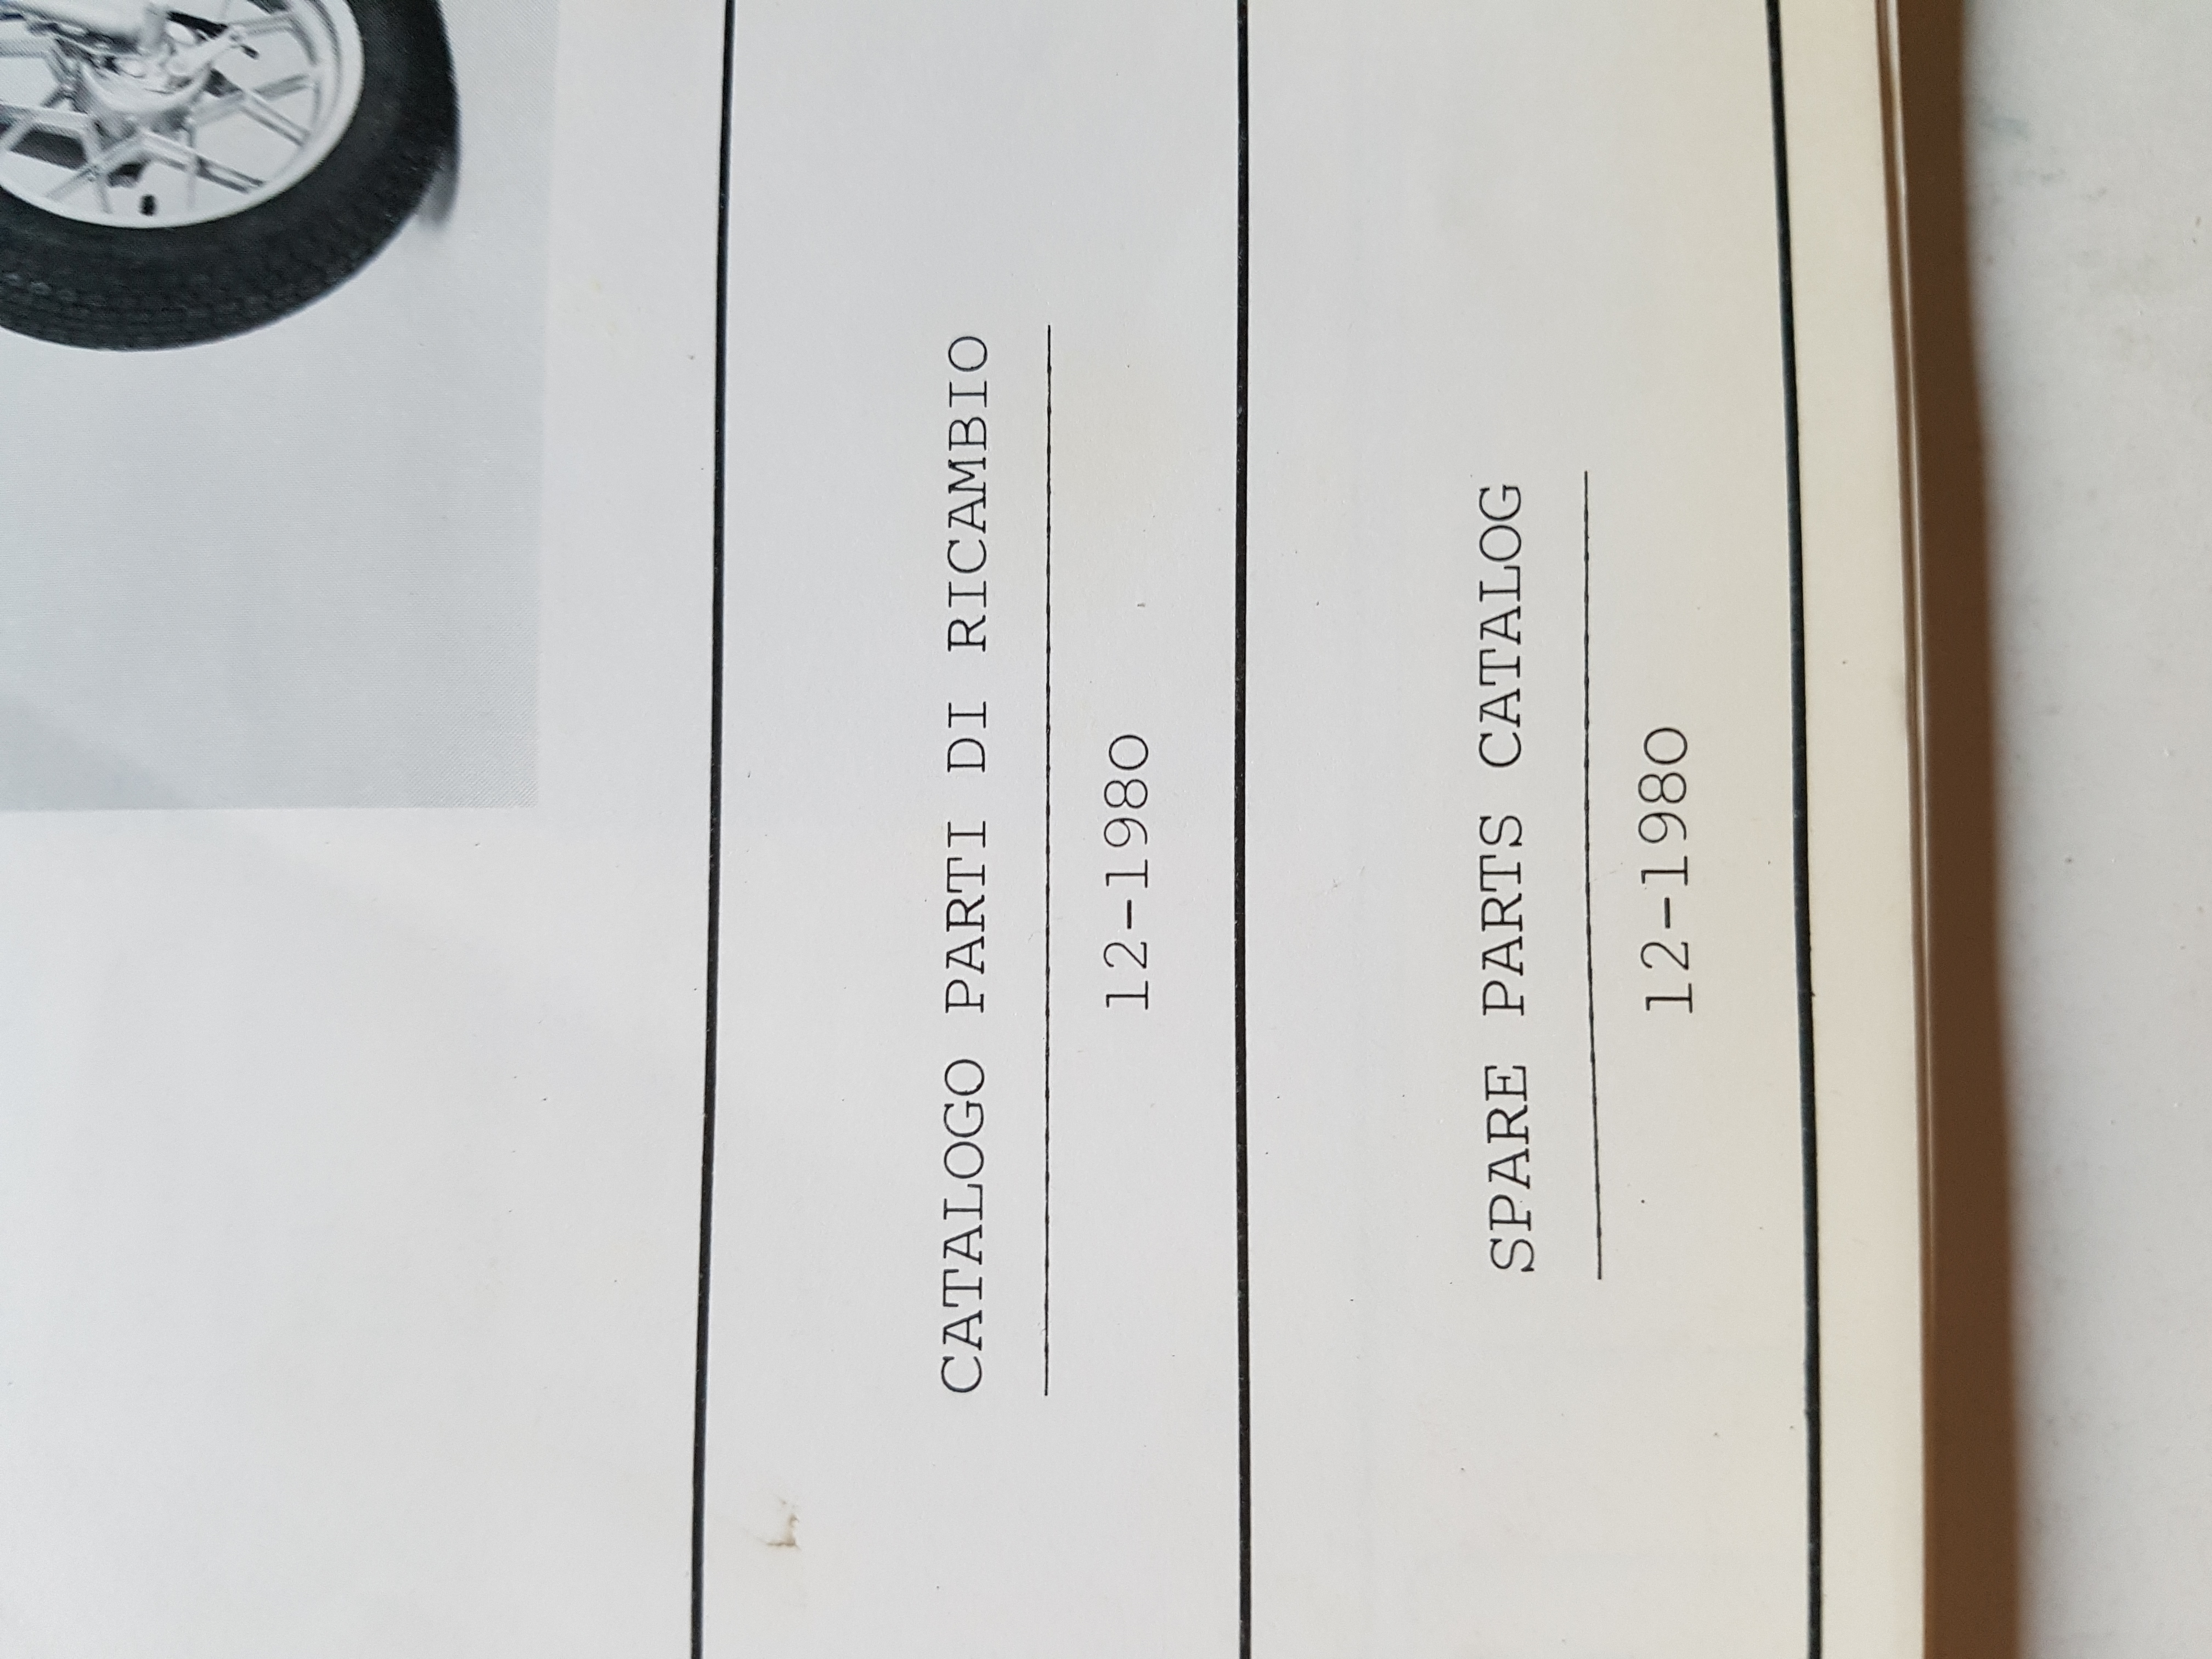 CATALOGO PARTI DI RICAMBIO
12-1980
SPARE PARTS CATALOG
12-1980